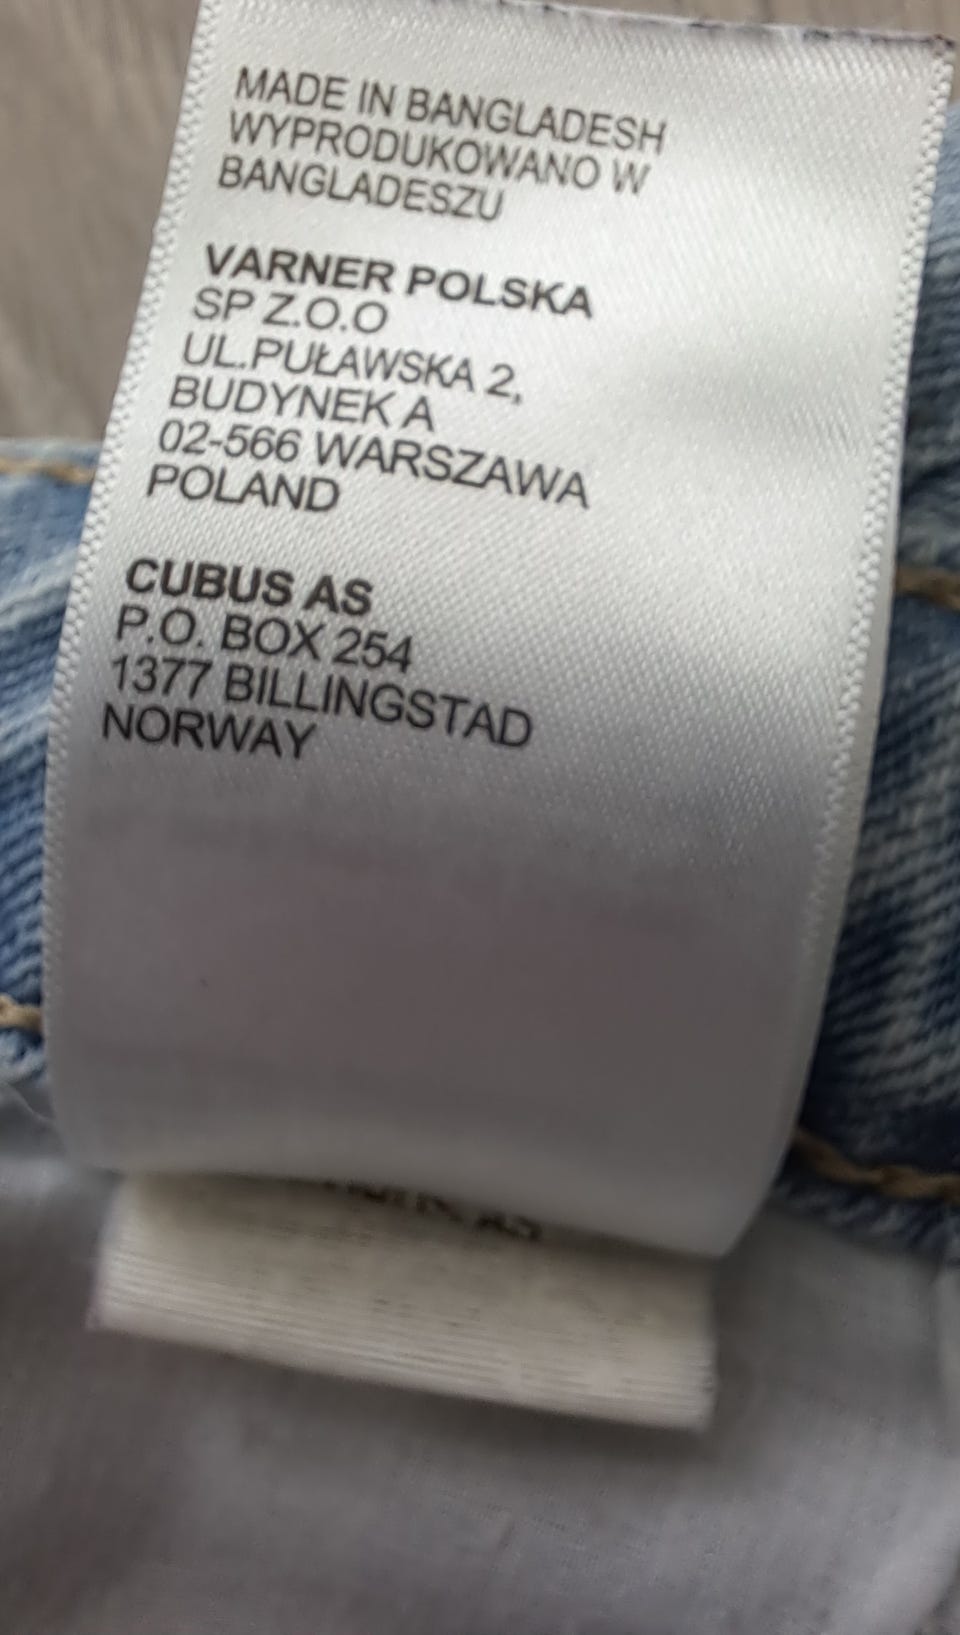 MADE IN BANGLADESH
WYPRODUKOWANO W
BANGLADESZU
VARNER POLSKA
SP Z.O.O
UL.PUŁAWSKA 2,
BUDYNEK A
02-566 WARSZAWA
POLAND
CUBUS AS
P.O. BOX 254
1377 BILLINGSTAD
NORWAY